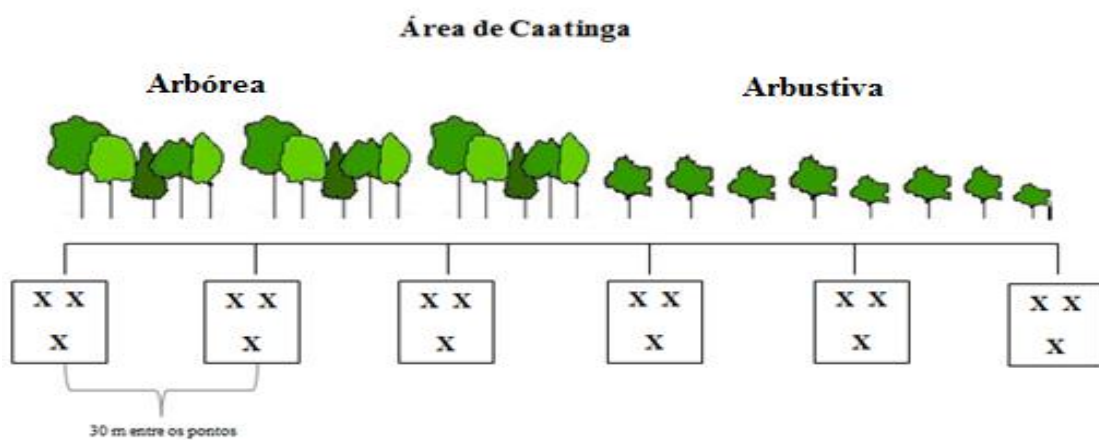 Área de Caatinga
Arbórea
Arbustiva
X X X X X X X X X X X X
X X X X X X
30 m entre os pontos